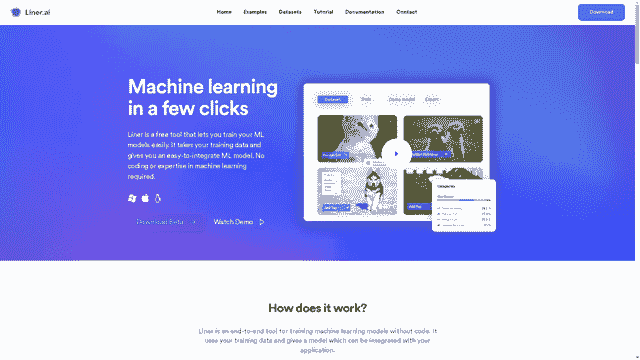 Liner.ai
Home Examples Datasets Tutorial Documentation Contact
Download
Machine learning
in a few clicks
Liner is a free tool that lets you train your ML
models easily. It takes your training data and
gives you an easy-to-integrate ML model. No
coding or expertise in machine learning
required.
Download Beta
Watch Demo
How does it work?
Liner is an end-to-end tool for training machine learning models without code. It
uses your training data and gives a model which can be integrated with your
application.